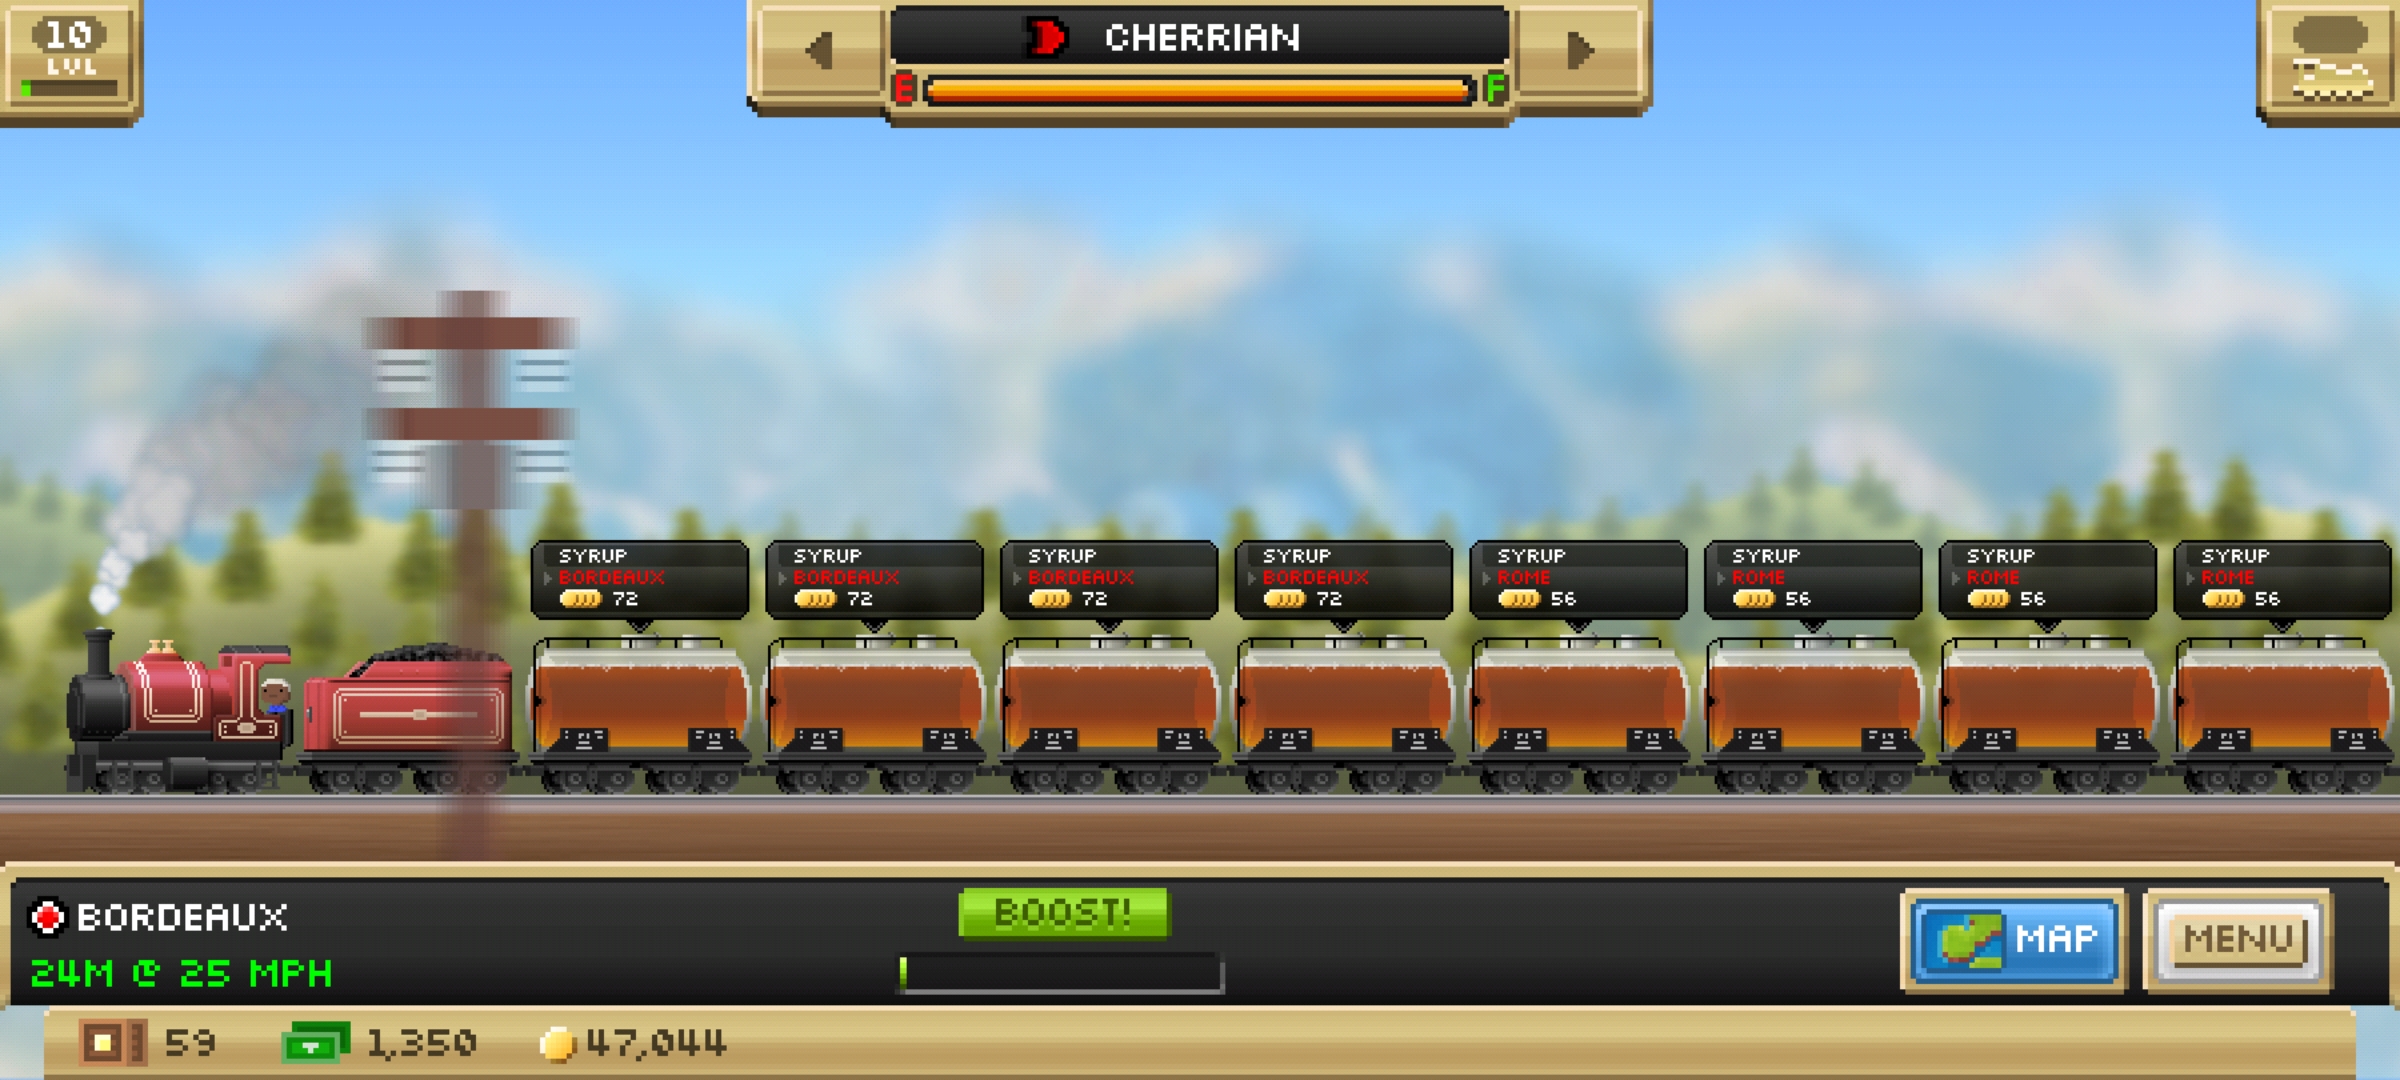 10
LVL
CHERRIAN
E F
SYRUP
BORDEAUX
72
SYRUP
BORDEAUX
72
SYRUP
BORDEAUX
72
SYRUP
BORDEAUX
72
SYRUP
ROME
56
SYRUP
ROME
56
SYRUP
ROME
56
SYRUP
ROME
56
BORDEAUX
24M @ 25 MPH
BOOST!
MAP
MENU
59
1,350
47,044